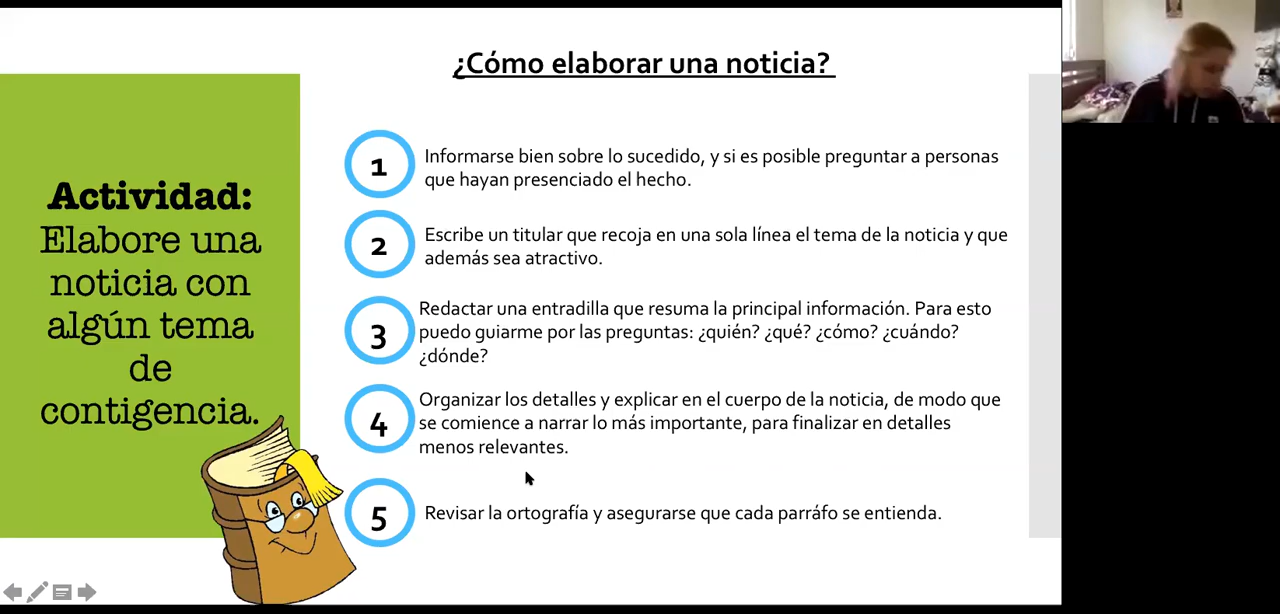 ¿Cómo elaborar una noticia?
Actividad:
Elabore una
noticia con
algún tema
de
contigencia.
1
Informarse bien sobre lo sucedido, y si es posible preguntar a personas
que hayan presenciado el hecho.
2
Escribe un titular que recoja en una sola línea el tema de la noticia y que
además sea atractivo.
3
Redactar una entradilla que resuma la principal información. Para esto
puedo guiarme por las preguntas: ¿quién? ¿qué? ¿cómo? ¿cuándo?
¿dónde?
4
Organizar los detalles y explicar en el cuerpo de la noticia, de modo que
se comience a narrar lo más importante, para finalizar en detalles
menos relevantes.
5
Revisar la ortografía y asegurarse que cada parráfo se entienda.